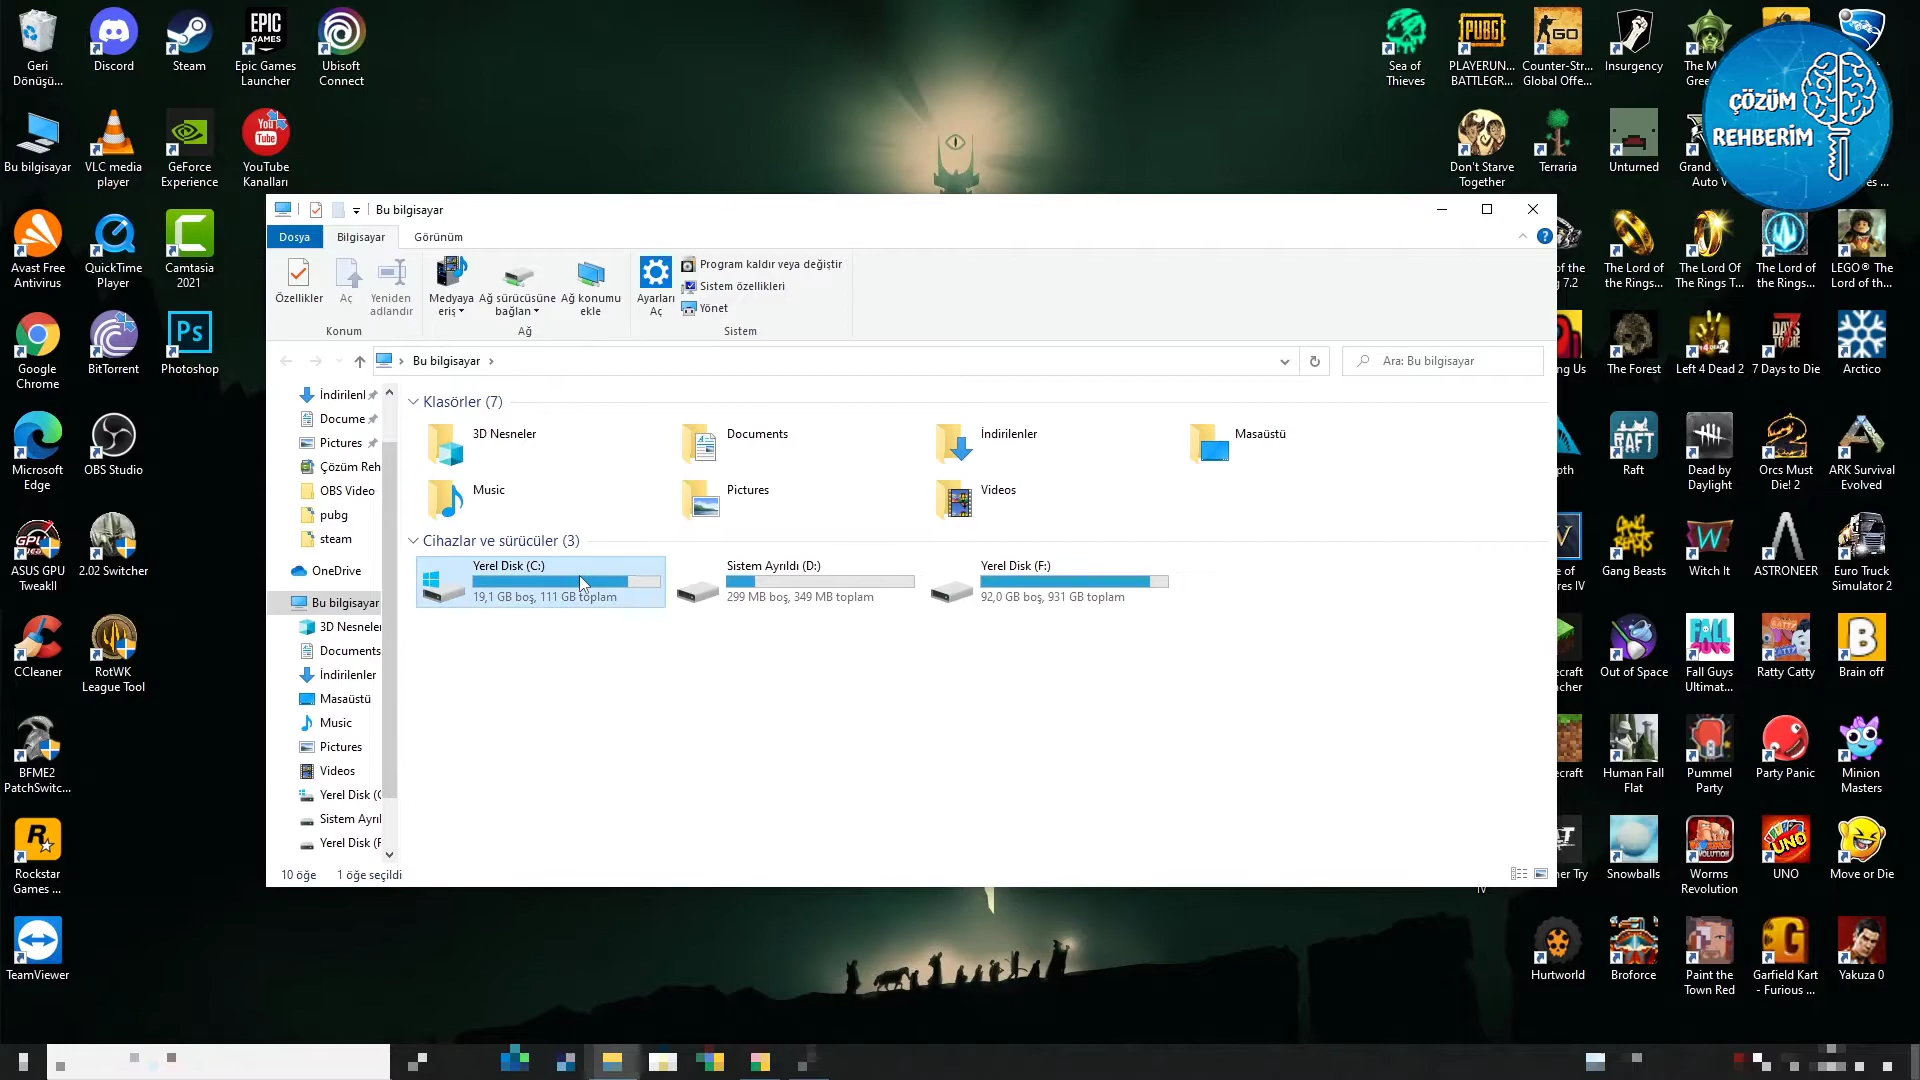 Geri
Dönüşü...
Discord
Steam
EPIC
GAMES
Epic Games
Launcher
Ubisoft
Connect
Sea of
Thieves
PUBG
PLAYERUN...
BATTLEGR...
GO
Counter-Str...
Global Offe...
Insurgency
ÇÖZÜM
REHBERİM
Bu bilgisayar
VLC media
player
GeForce
Experience
You
Tube
YouTube
Kanalları
Don't Starve
Together
Terraria
Unturned
Grand
Auto V
Avast Free
Antivirus
QuickTime
Player
Camtasia
2021
of the
7.2
The Lord of
the Rings...
The Lord Of
The Rings T...
The Lord of
the Rings...
LEGO® The
Lord of th...
Google
Chrome
BitTorrent
Ps
Photoshop
ng Us
The Forest
Left 4 Dead 2
7 Days to Die
Arctico
Microsoft
Edge
OBS Studio
RAFT
Raft
Dead by
Daylight
Orcs Must
Die! 2
ARK Survival
Evolved
ASUS GPU
TweakII
2.02 Switcher
Gang Beasts
Witch It
ASTRONEER
Euro Truck
Simulator 2
CCleaner
RotWK
League Tool
Out of Space
FALL
GUYS
Fall Guys
Ultimat...
Ratty Catty
B
Brain off
BFME2
PatchSwitc...
Human Fall
Flat
Pummel
Party
Party Panic
Minion
Masters
R
Rockstar
Games ...
Snowballs
Worms
Revolution
UNO
UNO
Move or Die
TeamViewer
Hurtworld
Broforce
Paint the
Town Red
G
Garfield Kart
- Furious ...
Yakuza 0
Bu bilgisayar
Dosya
Bilgisayar
Görünüm
Özellikler
Aç
Yeniden
adlandır
Medyaya
eriş
Ağ sürücüsüne
bağlan
Ağ konumu
ekle
Ayarları
Aç
Program kaldır veya değiştir
Sistem özellikleri
Yönet
Konum
Ağ
Sistem
Bu bilgisayar
Ara: Bu bilgisayar
İndirilenl
Docume
Pictures
Çözüm Reh
OBS Video
pubg
steam
OneDrive
Bu bilgisayar
3D Nesneler
Documents
İndirilenler
Masaüstü
Music
Pictures
Videos
Yerel Disk (C
Sistem Ayrıl
Yerel Disk (F
Klasörler (7)
3D Nesneler
Documents
İndirilenler
Masaüstü
Music
Pictures
Videos
Cihazlar ve sürücüler (3)
Yerel Disk (C:)
19,1 GB boş, 111 GB toplam
Sistem Ayrıldı (D:)
299 MB boş, 349 MB toplam
Yerel Disk (F:)
92,0 GB boş, 931 GB toplam
10 öğe
1 öğe seçildi